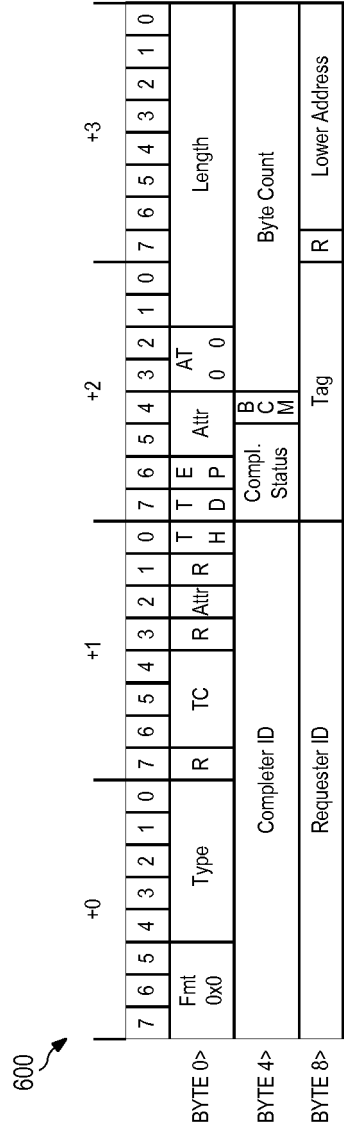 600
+0 +1 +2 +3
7 6 5 4 3 2 1 0 7 6 5 4 3 2 1 0 7 6 5 4 3 2 1 0 7 6 5 4 3 2 1 0
BYTE 0> Fmt 0x0 Type R TC R Attr R T H T D E P Attr AT 0 0 Length
BYTE 4> Completer ID Compl. Status B C M Byte Count
BYTE 8> Requester ID Tag R Lower Address